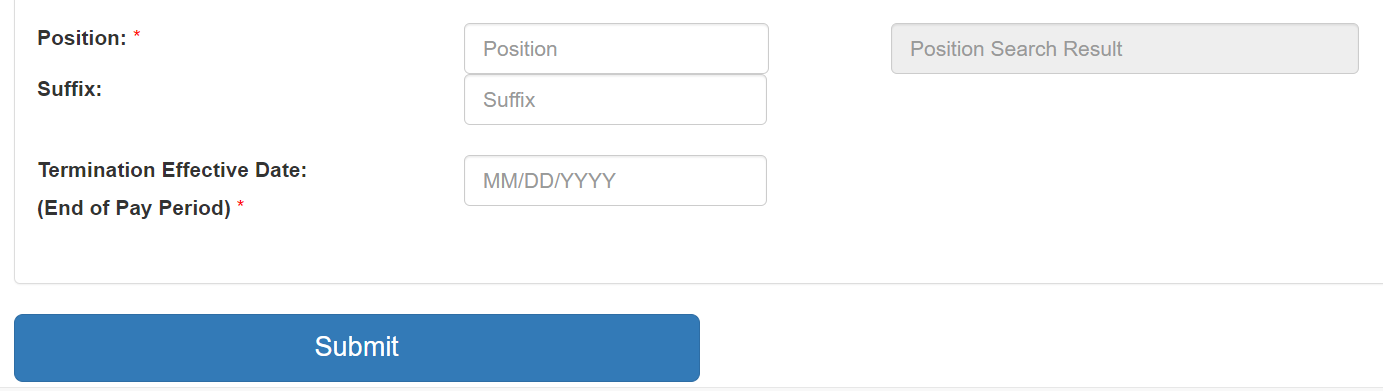 Position: * Position Position Search Result
Suffix: Suffix
Termination Effective Date: MM/DD/YYYY
(End of Pay Period) *
Submit